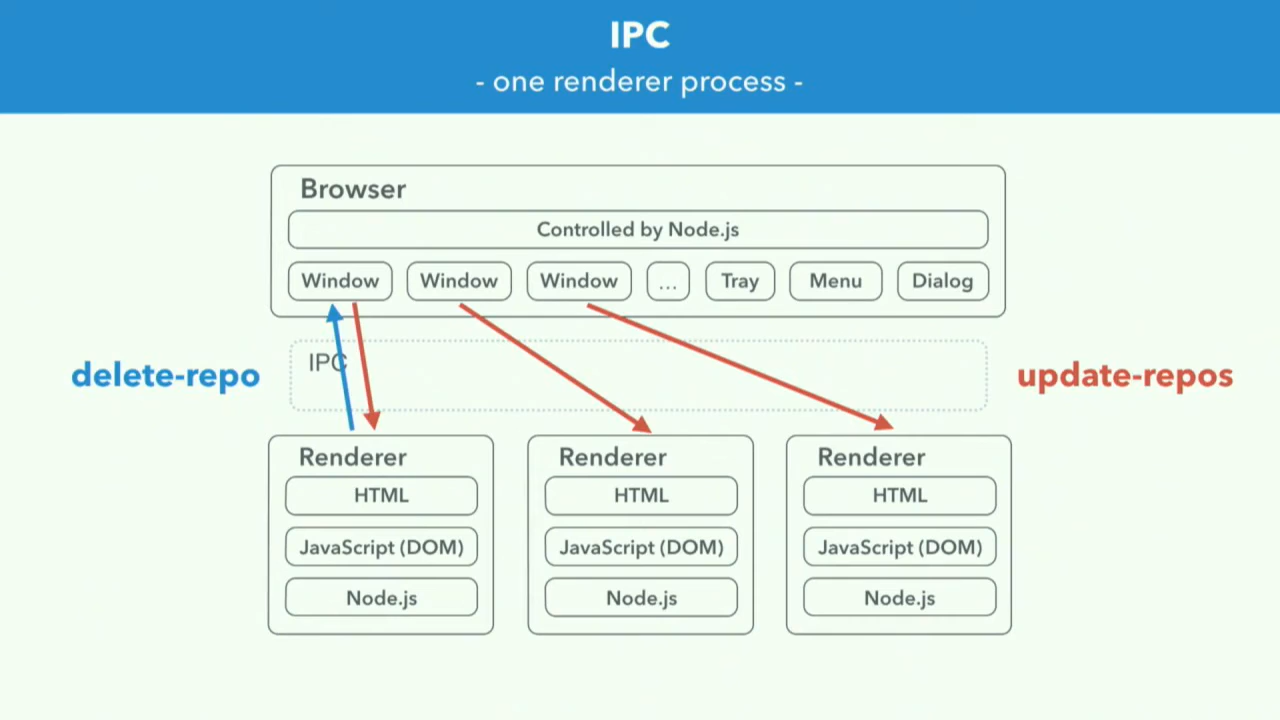 IPC
- one renderer process -
Browser
Controlled by Node.js
Window Window Window ... Tray Menu Dialog
IPC
delete-repo
update-repos
Renderer Renderer Renderer
HTML HTML HTML
JavaScript (DOM) JavaScript (DOM) JavaScript (DOM)
Node.js Node.js Node.js